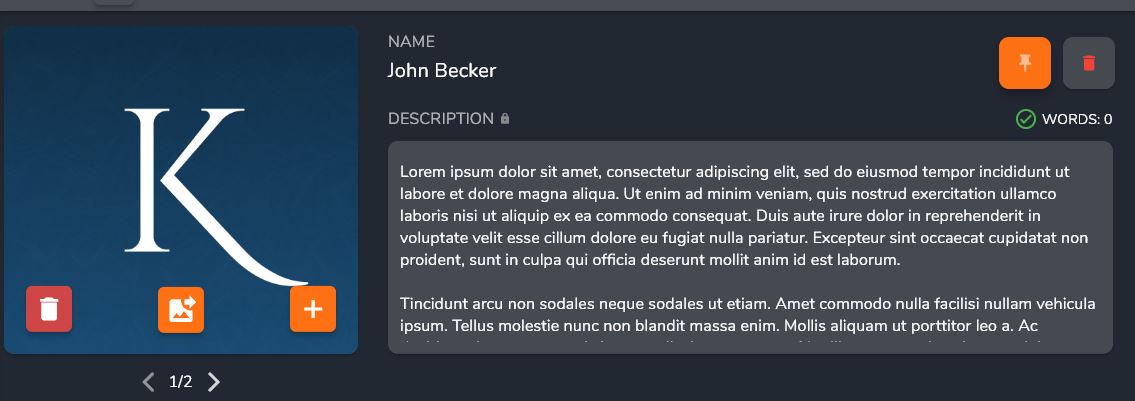 K
NAME
John Becker
DESCRIPTION
WORDS: 0
Lorem ipsum dolor sit amet, consectetur adipiscing elit, sed do eiusmod tempor incididunt ut
labore et dolore magna aliqua. Ut enim ad minim veniam, quis nostrud exercitation ullamco
laboris nisi ut aliquip ex ea commodo consequat. Duis aute irure dolor in reprehenderit in
voluptate velit esse cillum dolore eu fugiat nulla pariatur. Excepteur sint occaecat cupidatat non
proident, sunt in culpa qui officia deserunt mollit anim id est laborum.
Tincidunt arcu non sodales neque sodales ut etiam. Amet commodo nulla facilisi nullam vehicula
ipsum. Tellus molestie nunc non blandit massa enim. Mollis aliquam ut porttitor leo a. Ac
1/2